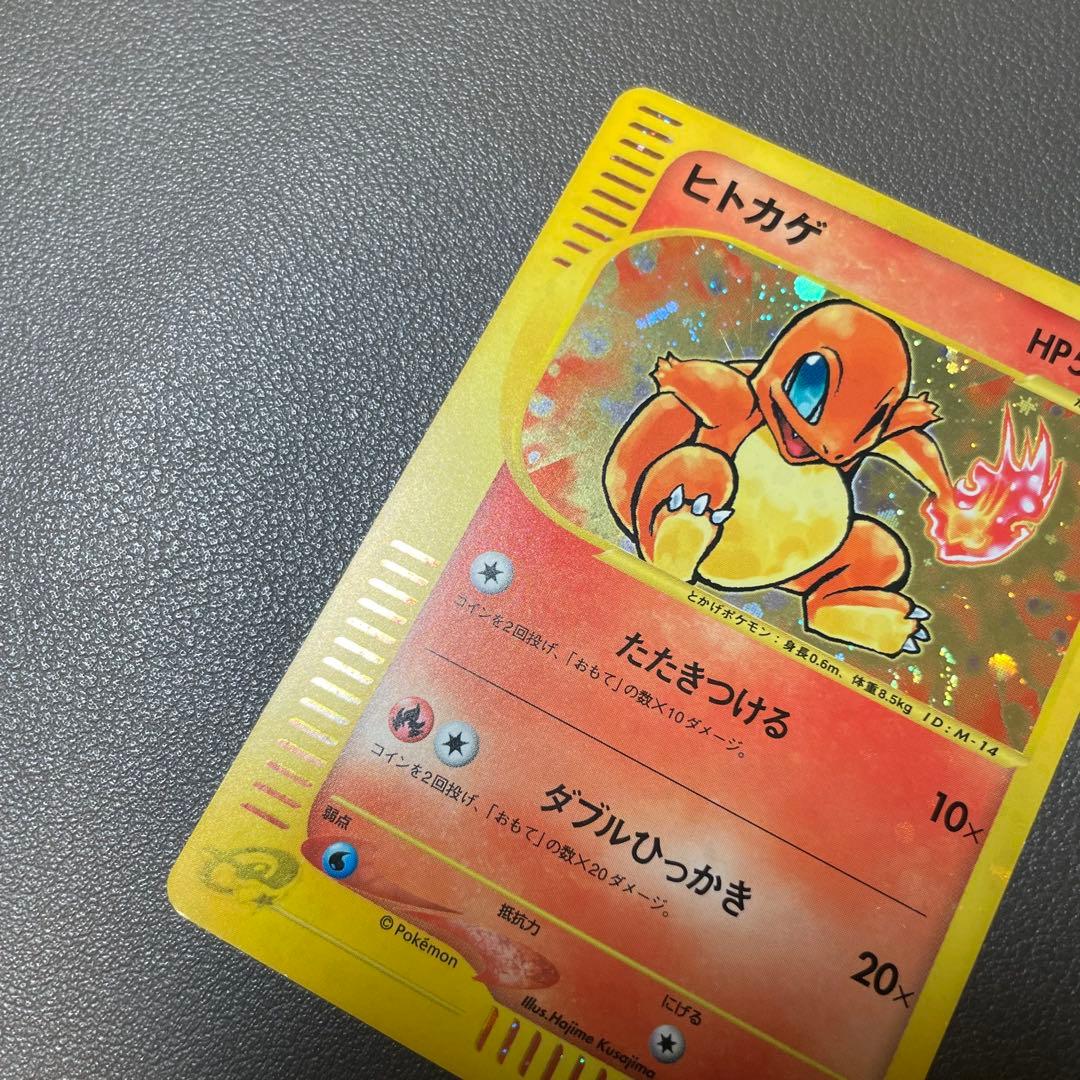 ヒトカゲ
HP5
とかげポケモン：身長0.6m、体重8.5kg ID:M-14
たたきつける
10×
コインを2回投げ、「おもて」の数×10ダメージ。
ダブルひっかき
20×
コインを2回投げ、「おもて」の数×20ダメージ。
弱点
抵抗力
にげる
©Pokémon
Illus.Hajime Kusajima